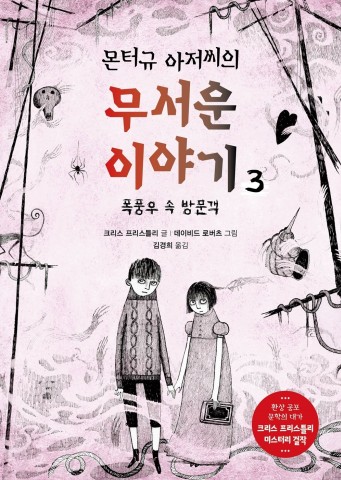 몬터규 아저씨의
무서운
이야기 3
폭풍우 속 방문객
크리스 프리스틀리 글 | 데이비드 로버츠 그림
김경희 옮김
환상 공포
문학의 대가
크리스 프리스틀리
미스터리 걸작